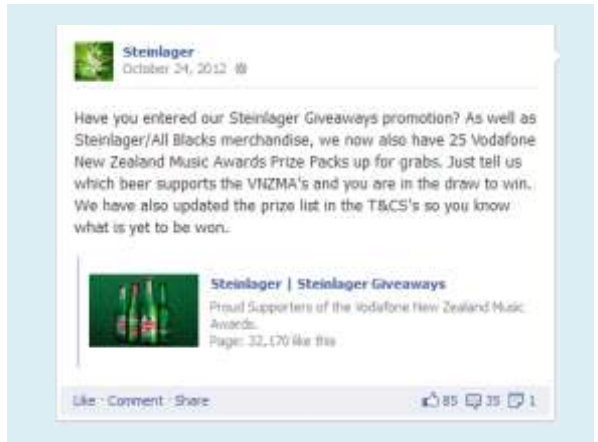 Steinlager
October 24, 2012
Have you entered our Steinlager Giveaways promotion? As well as
Steinlager/All Blacks merchandise, we now also have 25 Vodafone
New Zealand Music Awards Prize Packs up for grabs. Just tell us
which beer supports the VNZMA's and you are in the draw to win.
We have also updated the prize list in the T&CS's so you know
what is yet to be won.
Steinlager | Steinlager Giveaways
Proud Supporters of the Vodafone New Zealand Music
Awards.
Page: 32,170 like this
Like · Comment · Share 85 35 1